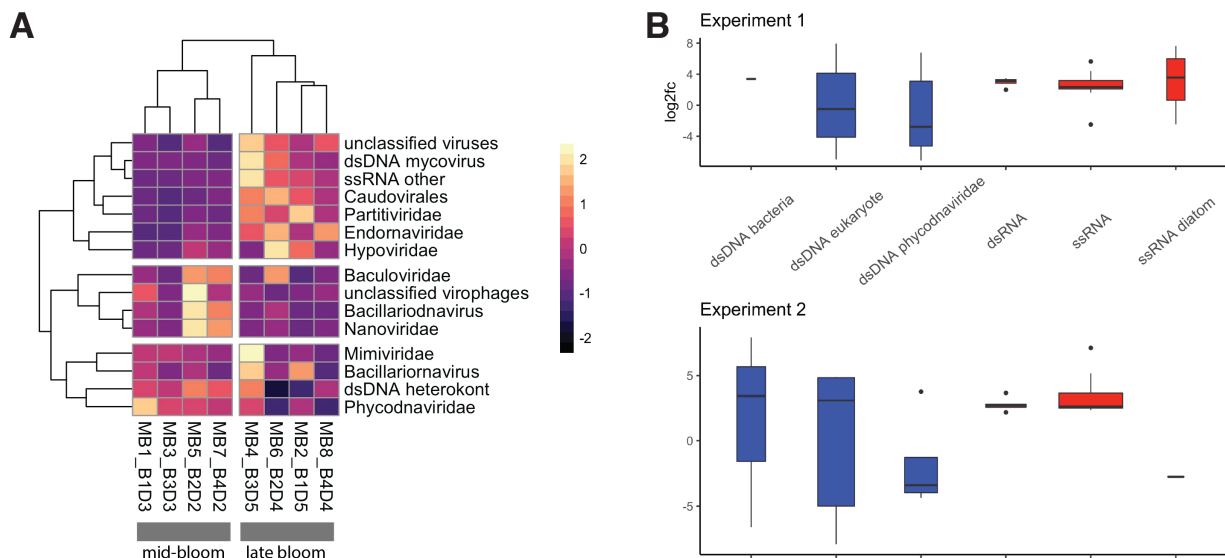 A
unclassified viruses
dsDNA mycovirus
ssRNA other
Caudovirales
Partitiviridae
Endornaviridae
Hypoviridae
Baculoviridae
unclassified virophages
Bacillariodnavirus
Nanoviridae
Mimiviridae
Bacillariornavirus
dsDNA heterokont
Phycodnaviridae
2
1
0
-1
-2
MB1_B1D3
MB3_B3D3
MB5_B2D2
MB7_B4D2
MB4_B3D5
MB6_B2D4
MB2_B1D5
MB8_B4D4
mid-bloom
late bloom
B
Experiment 1
log2fc
8
4
0
-4
dsDNA bacteria
dsDNA eukaryote
dsDNA phycodnaviridae
dsRNA
ssRNA
ssRNA diatom
Experiment 2
5
0
-5